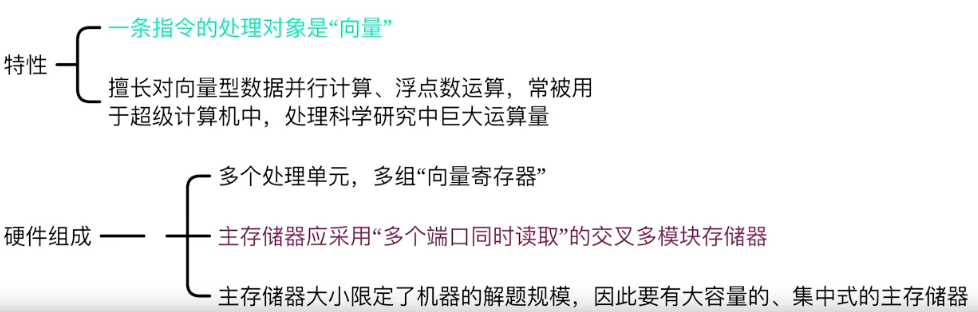 一条指令的处理对象是“向量”
特性
擅长对向量型数据并行计算、浮点数运算，常被用
于超级计算机中，处理科学研究中巨大运算量
多个处理单元，多组“向量寄存器”
硬件组成
主存储器应采用“多个端口同时读取”的交叉多模块存储器
主存储器大小限定了机器的解题规模，因此要有大容量的、集中式的主存储器